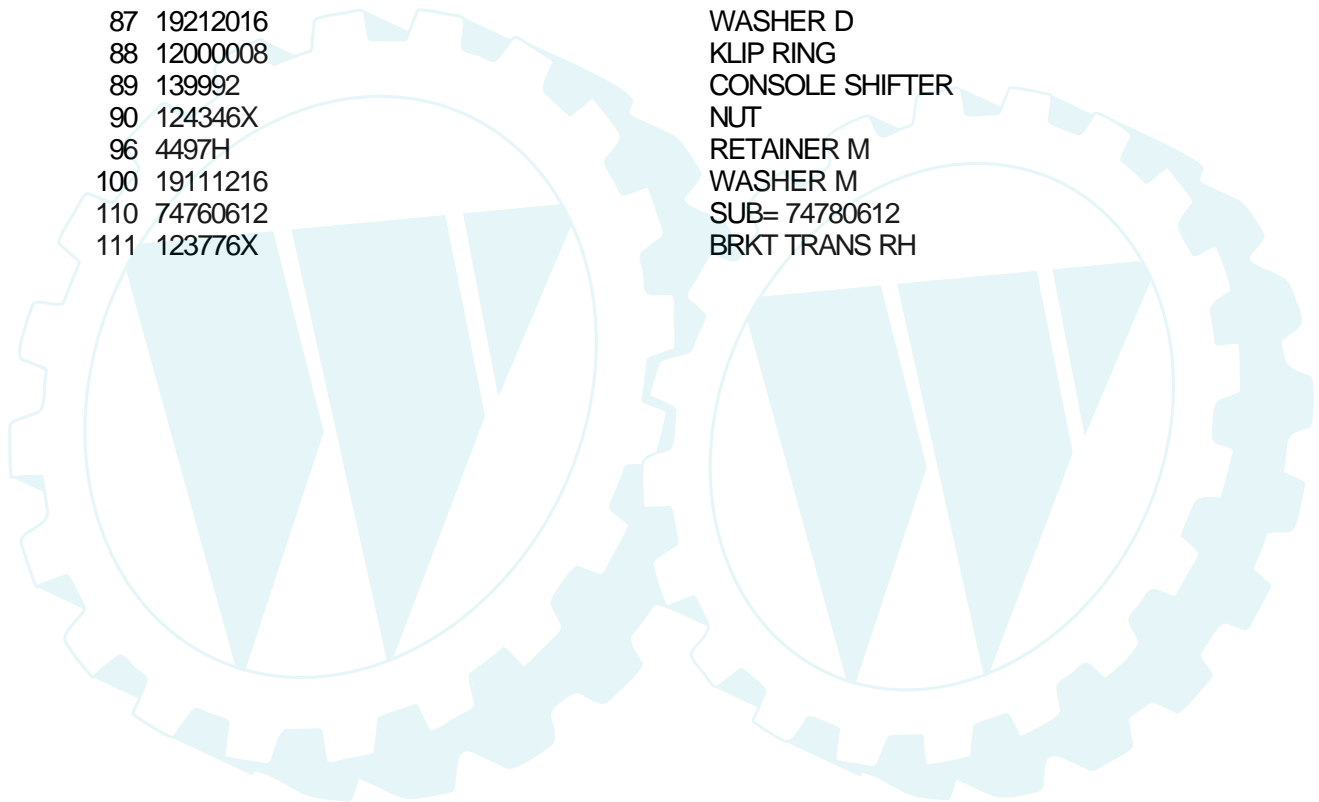 87 19212016 WASHER D
88 12000008 KLIP RING
89 139992 CONSOLE SHIFTER
90 124346X NUT
96 4497H RETAINER M
100 19111216 WASHER M
110 74760612 SUB= 74780612
111 123776X BRKT TRANS RH